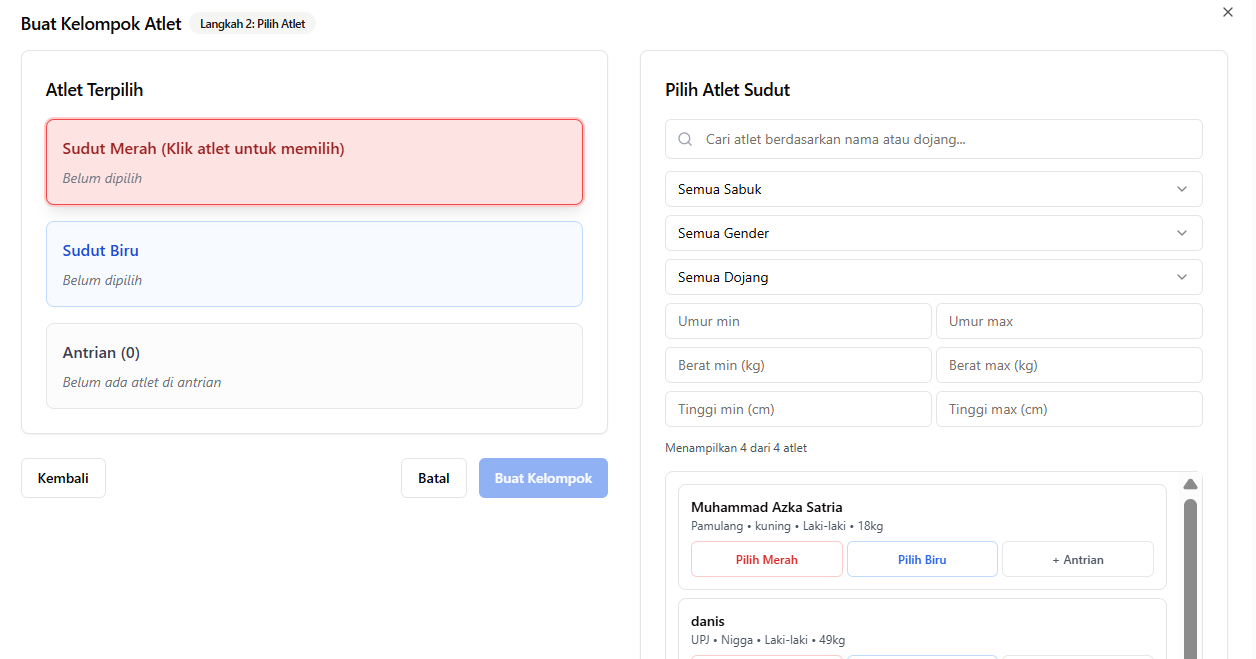 Buat Kelompok Atlet
Langkah 2: Pilih Atlet
Atlet Terpilih
Sudut Merah (Klik atlet untuk memilih)
Belum dipilih
Sudut Biru
Belum dipilih
Antrian (0)
Belum ada atlet di antrian
Kembali
Batal
Buat Kelompok
Pilih Atlet Sudut
Cari atlet berdasarkan nama atau dojang...
Semua Sabuk
Semua Gender
Semua Dojang
Umur min
Umur max
Berat min (kg)
Berat max (kg)
Tinggi min (cm)
Tinggi max (cm)
Menampilkan 4 dari 4 atlet
Muhammad Azka Satria
Pamulang • kuning • Laki-laki • 18kg
Pilih Merah
Pilih Biru
+ Antrian
danis
UPJ • Nigga • Laki-laki • 49kg